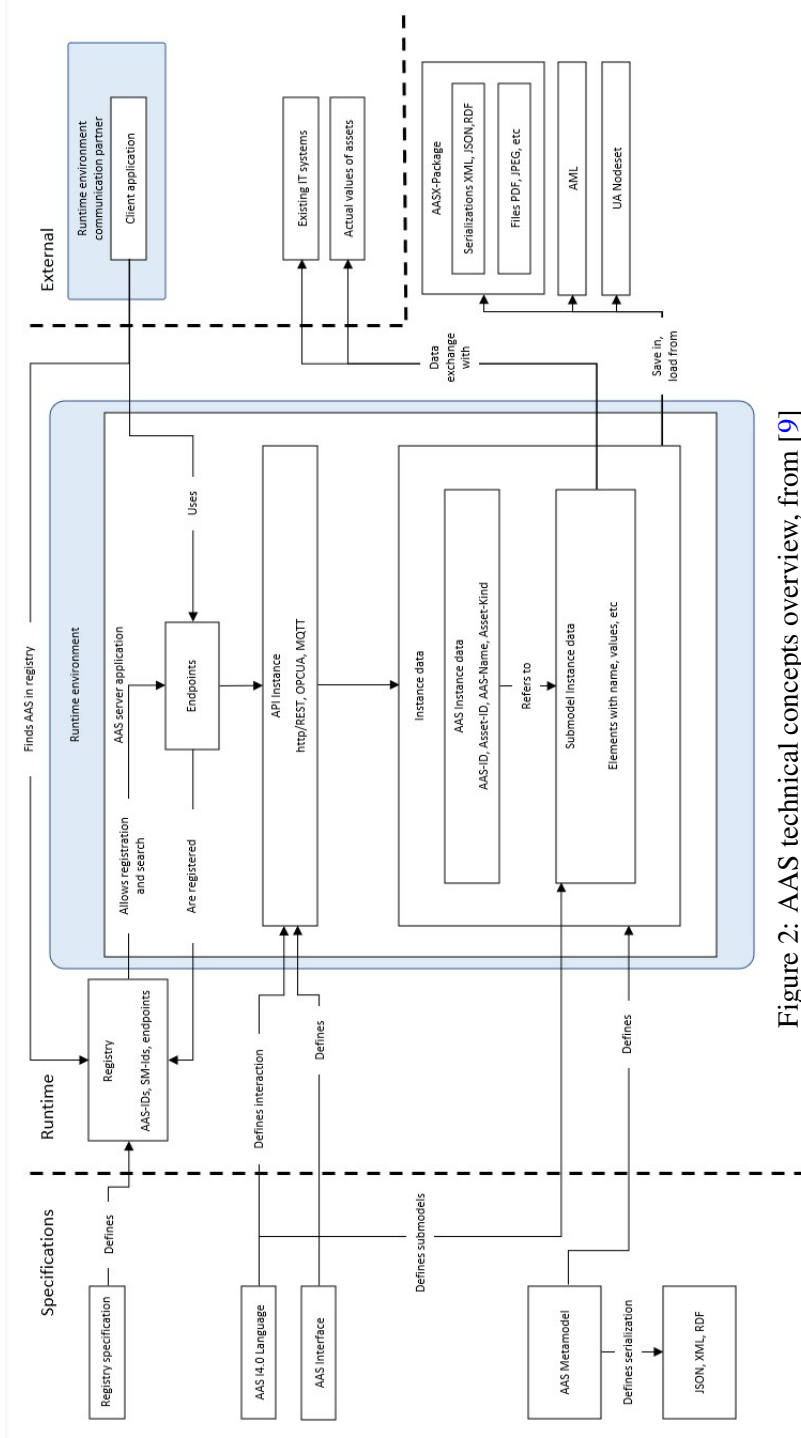 Specifications
Runtime
External
Registry specification
Defines
Registry
AAS-IDs, SM-Ids, endpoints
Finds AAS in registry
Runtime environment
communication partner
Client application
Runtime environment
AAS server application
Allows registration
and search
Are registered
Endpoints
Uses
AAS I4.0 Language
Defines interaction
AAS Interface
Defines
API Instance
http/REST, OPCUA, MQTT
Existing IT systems
Actual values of assets
Defines submodels
Instance data
AAS Instance data
AAS-ID, Asset-ID, AAS-Name, Asset-Kind
Refers to
Submodel Instance data
Elements with name, values, etc
Data
exchange
with
AASX-Package
Serializations XML, JSON,RDF
Files PDF, JPEG, etc
AML
UA Nodeset
Save in,
load from
AAS Metamodel
Defines
Defines serialization
JSON, XML, RDF
Figure 2: AAS technical concepts overview, from [9]